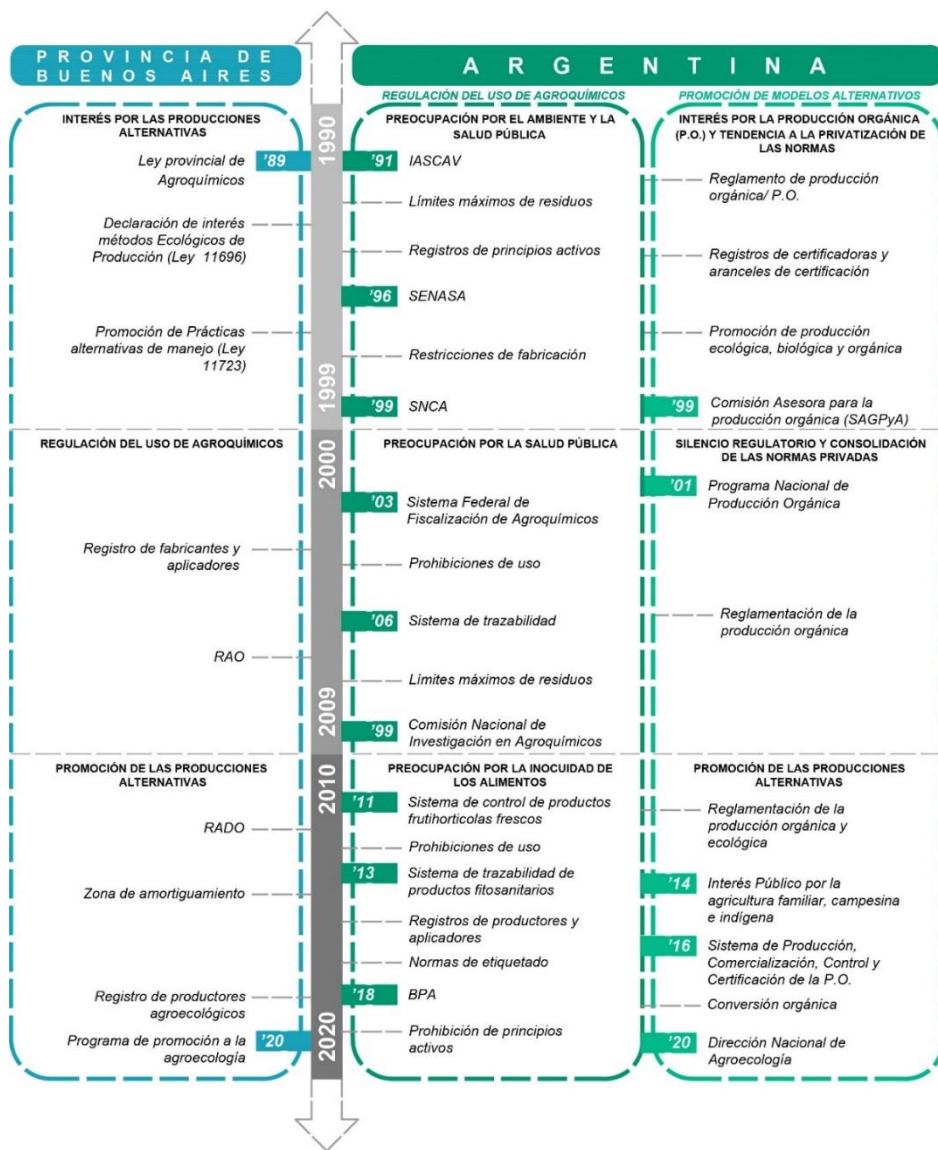 PROVINCIA DE
BUENOS AIRES
ARGENTINA
REGULACIÓN DEL USO DE AGROQUÍMICOS
PROMOCIÓN DE MODELOS ALTERNATIVOS
1990
1999
2000
2009
2010
2020
INTERÉS POR LAS PRODUCCIONES
ALTERNATIVAS
'89
Ley provincial de
Agroquímicos
Declaración de interés
métodos Ecológicos de
Producción (Ley 11696)
Promoción de Prácticas
alternativas de manejo (Ley
11723)
REGULACIÓN DEL USO DE AGROQUÍMICOS
Registro de fabricantes y
aplicadores
RAO
PROMOCIÓN DE LAS PRODUCCIONES
ALTERNATIVAS
RADO
Zona de amortiguamiento
Registro de productores
agroecológicos
Programa de promoción a la
agroecología
'20
PREOCUPACIÓN POR EL AMBIENTE Y LA
SALUD PÚBLICA
'91
IASCAV
Límites máximos de residuos
Registros de principios activos
'96
SENASA
Restricciones de fabricación
'99
SNCA
PREOCUPACIÓN POR LA SALUD PÚBLICA
'03
Sistema Federal de
Fiscalización de Agroquímicos
Prohibiciones de uso
'06
Sistema de trazabilidad
Límites máximos de residuos
'99
Comisión Nacional de
Investigación en Agroquímicos
PREOCUPACIÓN POR LA INOCUIDAD DE
LOS ALIMENTOS
'11
Sistema de control de productos
frutihorticolas frescos
Prohibiciones de uso
'13
Sistema de trazabilidad de
productos fitosanitarios
Registros de productores y
aplicadores
Normas de etiquetado
'18
BPA
Prohibición de principios
activos
INTERÉS POR LA PRODUCCIÓN ORGÁNICA
(P.O.) Y TENDENCIA A LA PRIVATIZACIÓN DE
LAS NORMAS
Reglamento de producción
orgánica/ P.O.
Registros de certificadoras y
aranceles de certificación
Promoción de producción
ecológica, biológica y orgánica
'99
Comisión Asesora para la
producción orgánica (SAGPyA)
SILENCIO REGULATORIO Y CONSOLIDACIÓN
DE LAS NORMAS PRIVADAS
'01
Programa Nacional de
Producción Orgánica
Reglamentación de la
producción orgánica
PROMOCIÓN DE LAS PRODUCCIONES
ALTERNATIVAS
Reglamentación de la
producción orgánica y
ecológica
'14
Interés Público por la
agricultura familiar, campesina
e indígena
'16
Sistema de Producción,
Comercialización, Control y
Certificación de la P.O.
Conversión orgánica
'20
Dirección Nacional de
Agroecología